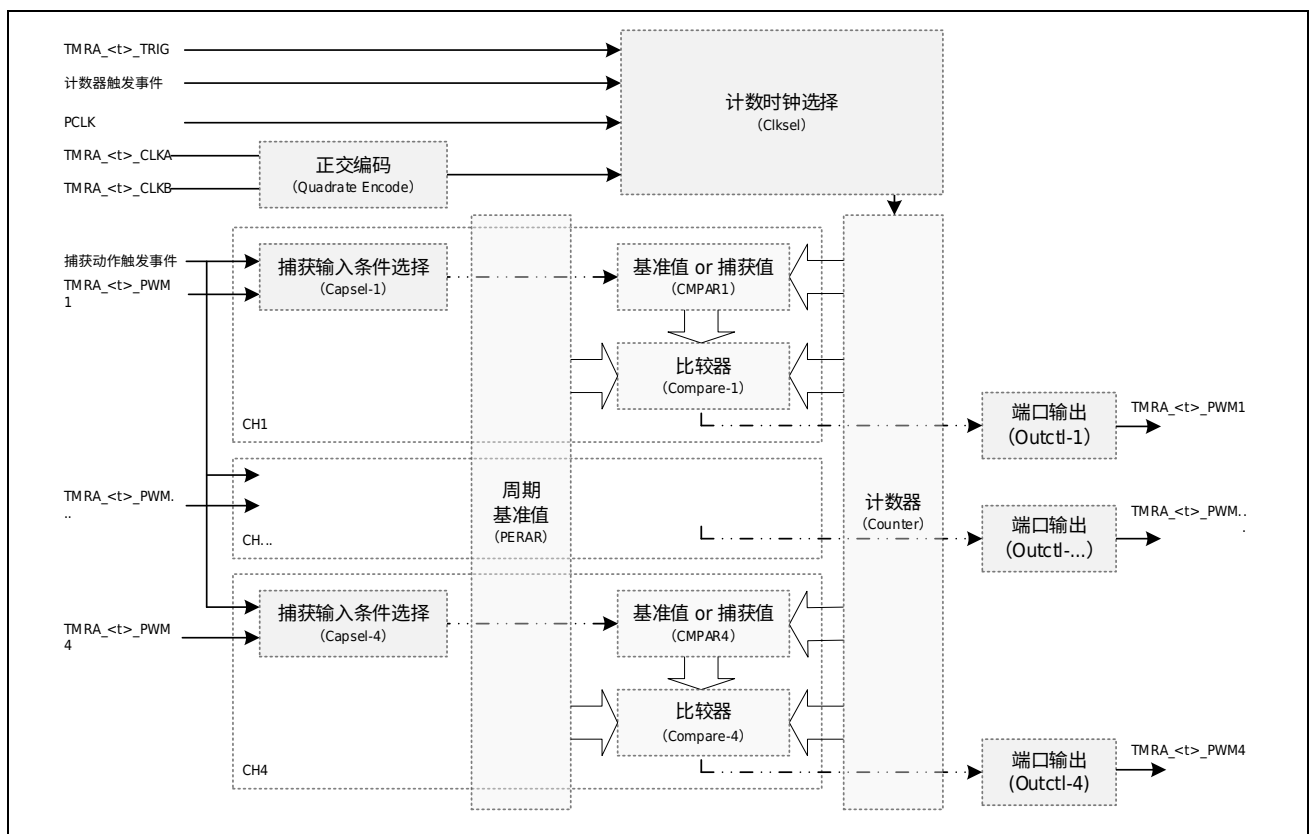 TMRA_<t>_TRIG
计数器触发事件
PCLK
TMRA_<t>_CLKA
TMRA_<t>_CLKB
正交编码
（Quadrate Encode）
计数时钟选择
（Clksel）
捕获动作触发事件
TMRA_<t>_PWM
1
捕获输入条件选择
（Capsel-1）
基准值 or 捕获值
（CMPAR1）
比较器
（Compare-1）
CH1
端口输出
（Outctl-1）
TMRA_<t>_PWM1
TMRA_<t>_PWM.
..
CH...
周期
基准值
（PERAR）
计数器
（Counter）
端口输出
（Outctl-...）
TMRA_<t>_PWM..
.
捕获输入条件选择
（Capsel-4）
TMRA_<t>_PWM
4
基准值 or 捕获值
（CMPAR4）
比较器
（Compare-4）
CH4
端口输出
(Outctl-4)
TMRA_<t>_PWM4